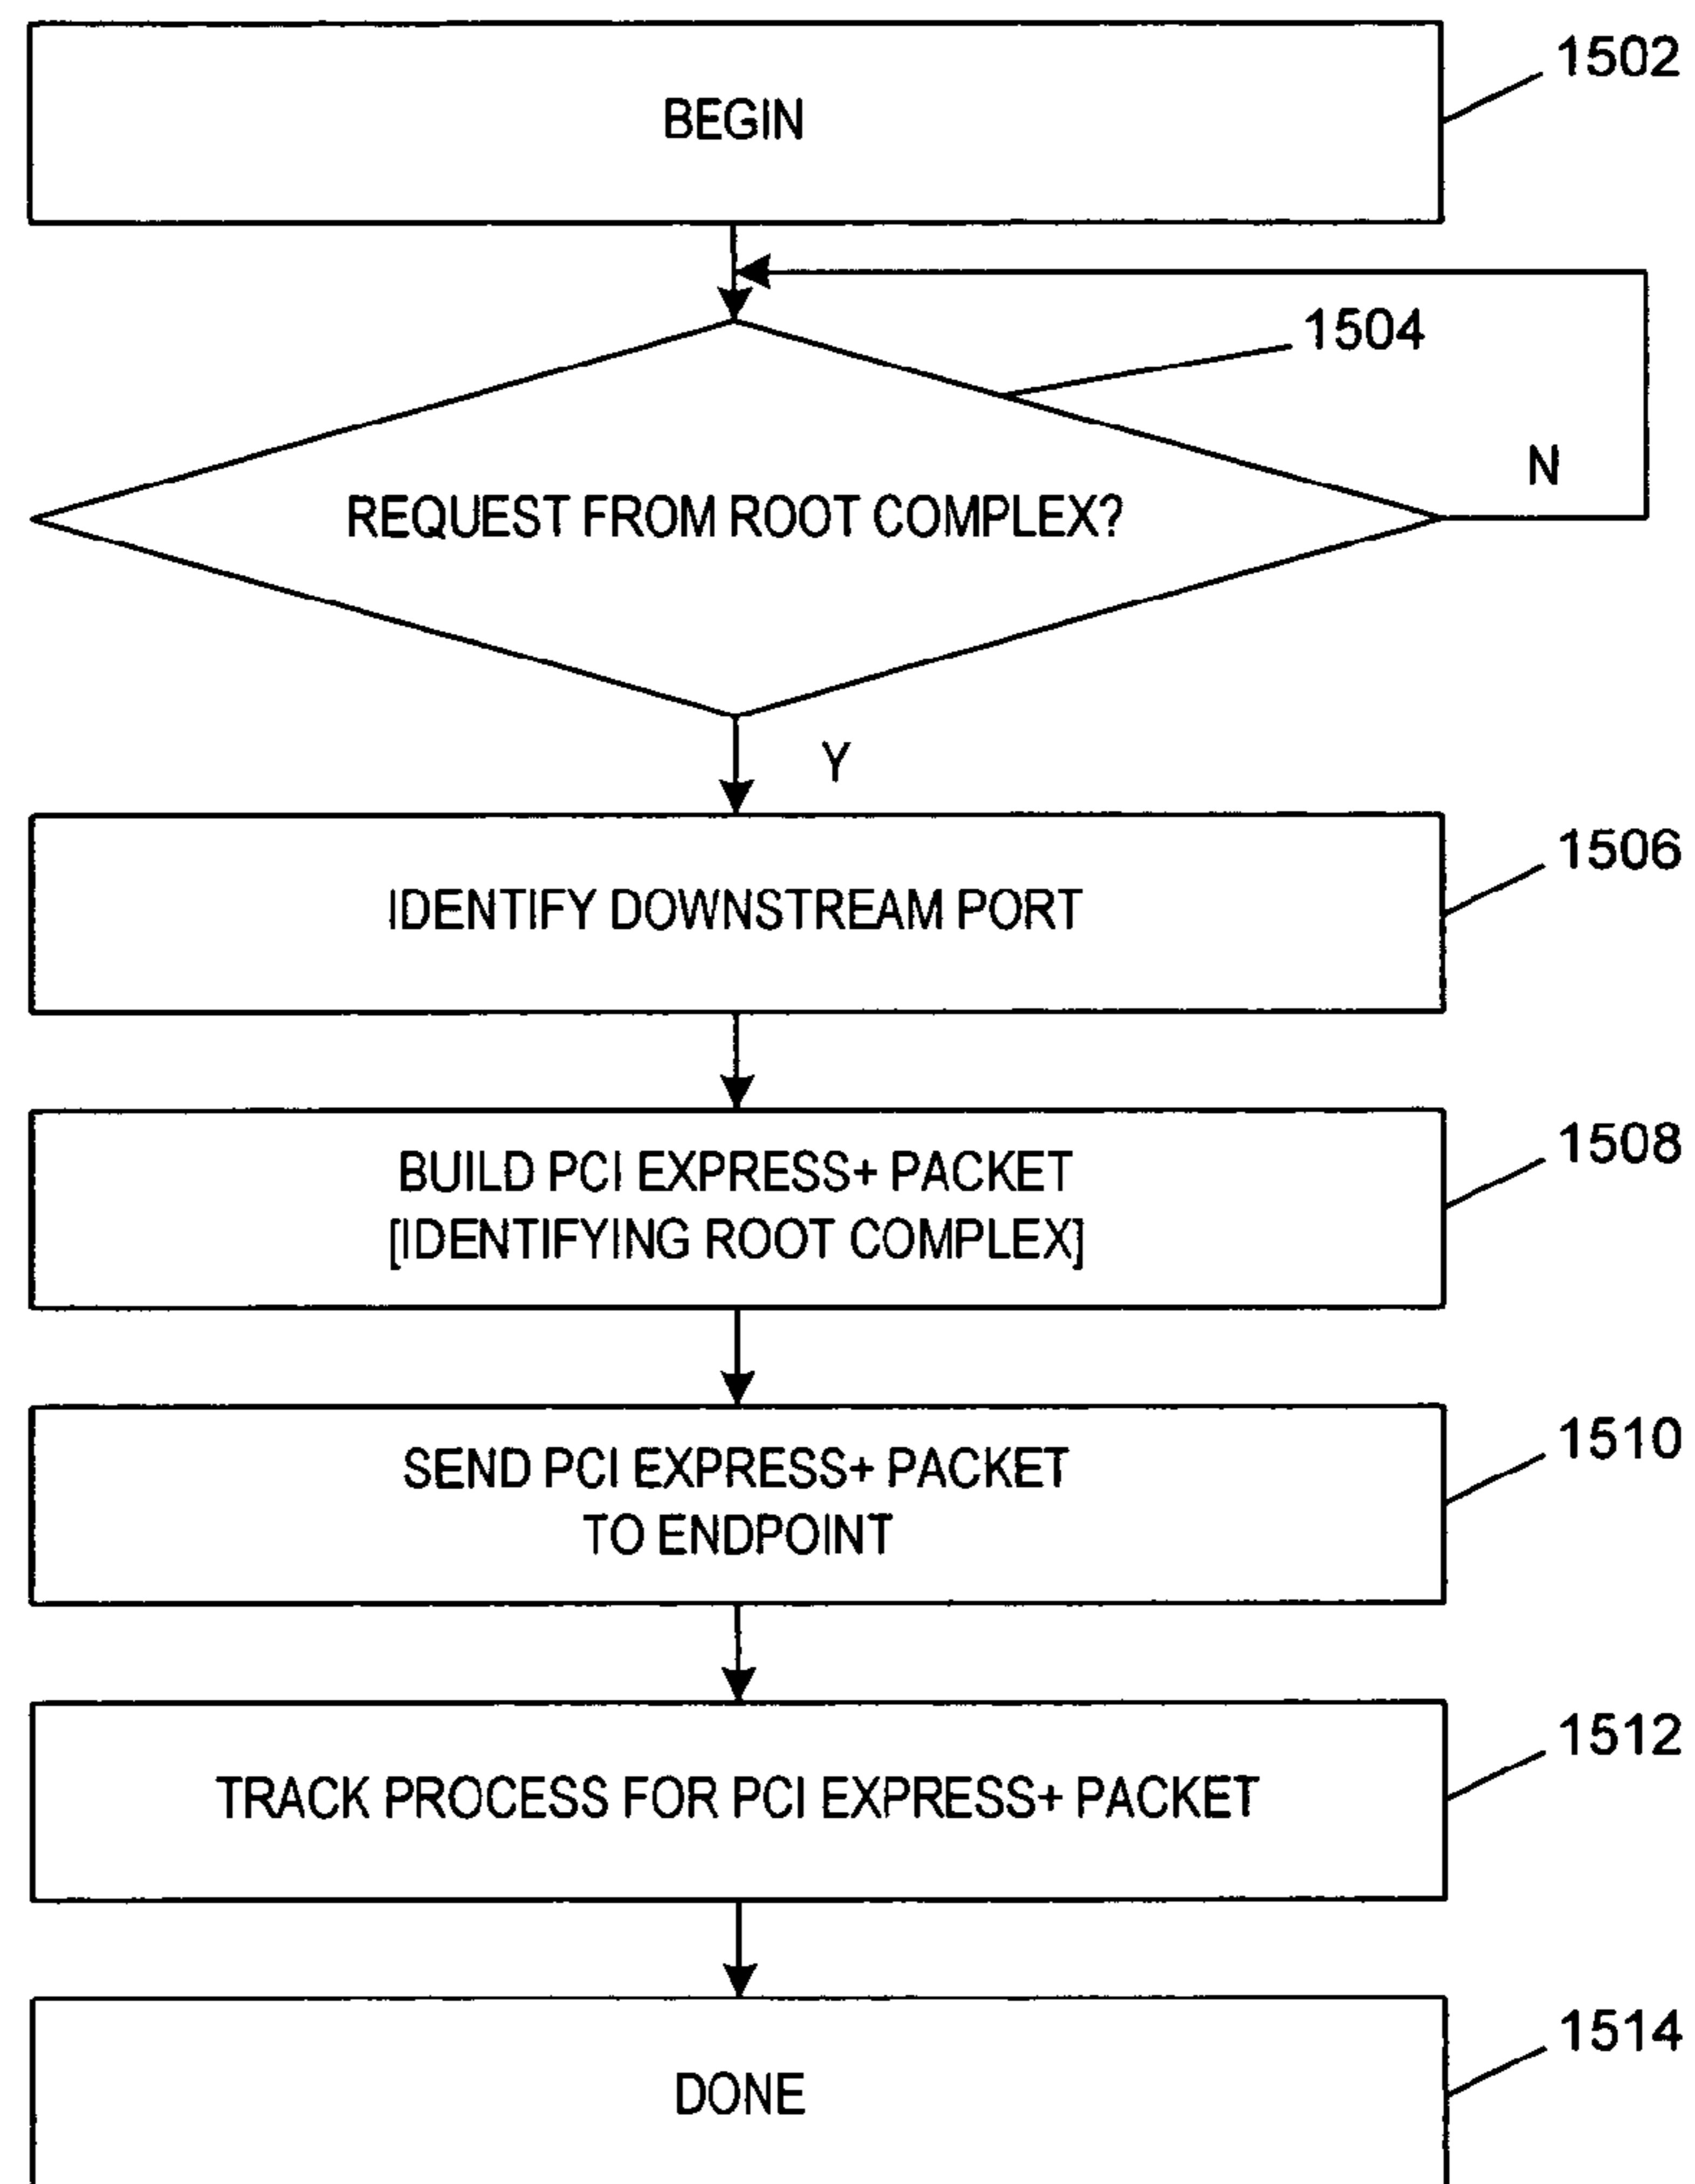 BEGIN
1502
1504
REQUEST FROM ROOT COMPLEX?
N
Y
IDENTIFY DOWNSTREAM PORT
1506
BUILD PCI EXPRESS+ PACKET
[IDENTIFYING ROOT COMPLEX]
1508
SEND PCI EXPRESS+ PACKET
TO ENDPOINT
1510
TRACK PROCESS FOR PCI EXPRESS+ PACKET
1512
DONE
1514